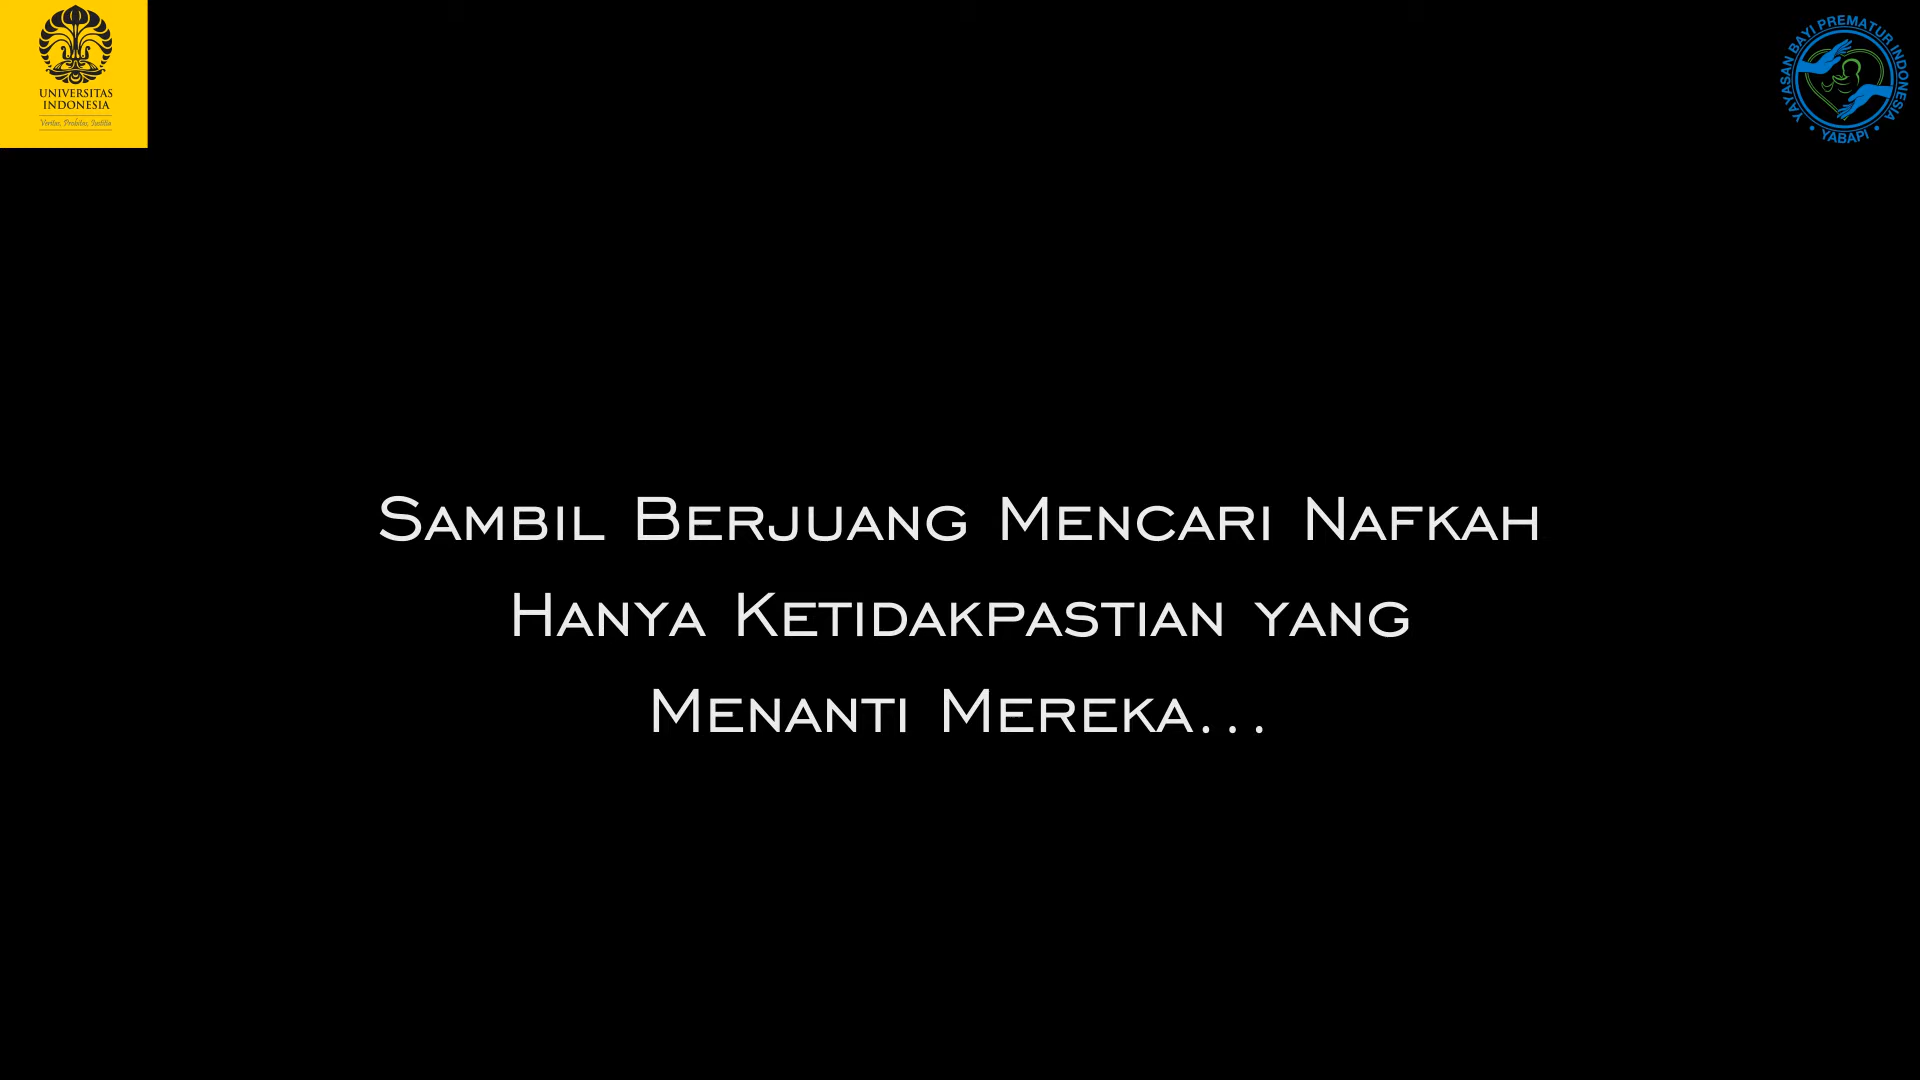 UNIVERSITAS
INDONESIA
Veritas, Probitas, Iustitia
YAYASAN BAYI PREMATUR INDONESIA
• YABAPI •
Sambil Berjuang Mencari Nafkah
Hanya Ketidakpastian yang
Menanti Mereka...